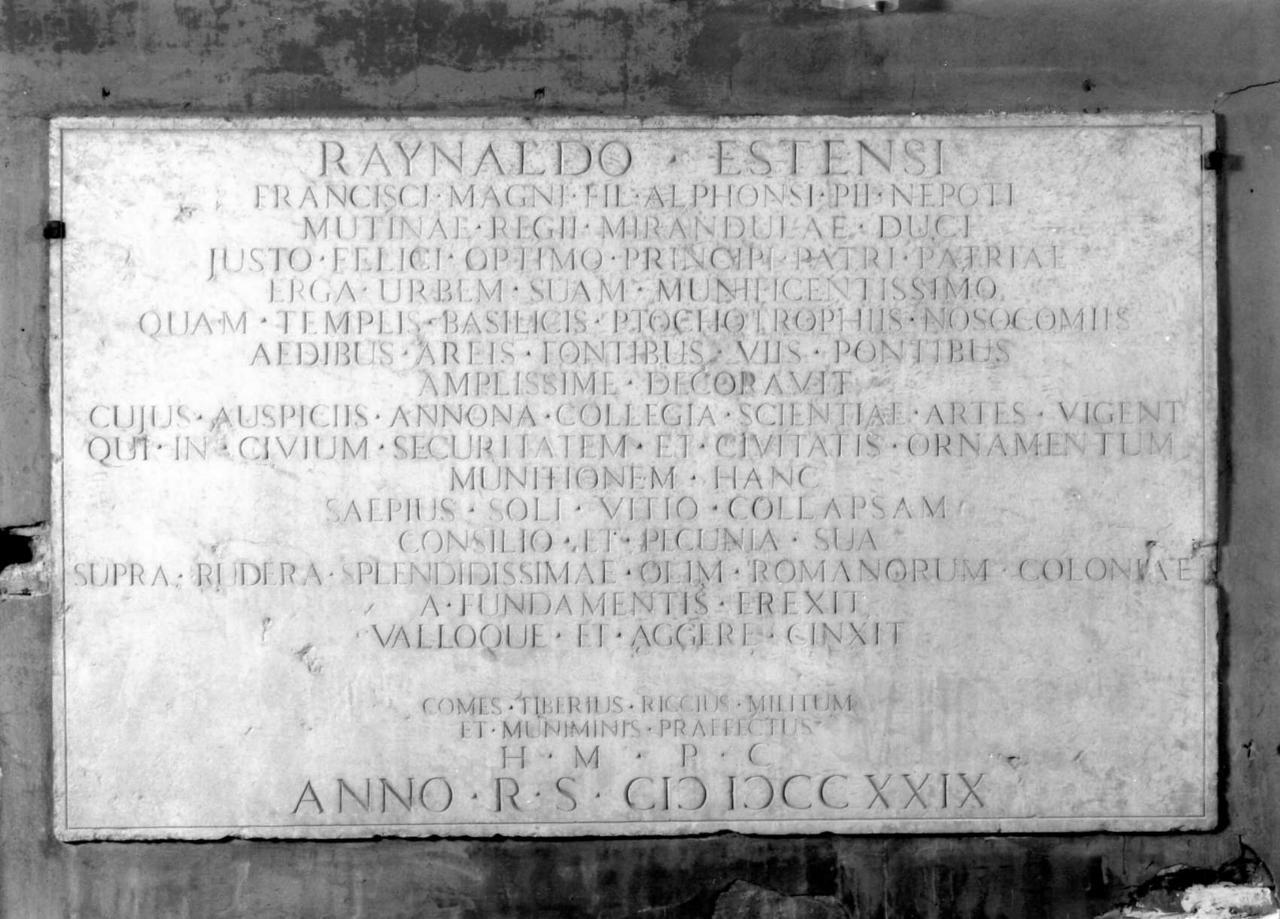 RAYNALDO · ESTENSI
FRANCISCI · MAGNI · FIL · ALPHONSI · PII · NEPOTI
MUTINAE · REGII · MIRANDULAE · DUCI
JUSTO · FELICI · OPTIMO · PRINCIPI · PATRI · PATRIAE
ERGA · URBEM · SUAM · MUNIFICENTISSIMO
QUAM · TEMPLIS · BASILICIS · PTOCHOTROPHIIS · NOSOCOMIIS
AEDIBUS · AREIS · FONTIBUS · VIIS · PONTIBUS
AMPLISSIME · DECORAVIT
CUJUS · AUSPICIIS · ANNONA · COLLEGIA · SCIENTIAE · ARTES · VIGENT
QUI · IN · CIVIUM · SECURITATEM · ET · CIVITATIS · ORNAMENTUM
MUNITIONEM · HANC
SAEPIUS · SOLI · VITIO · COLLAPSAM
CONSILIO · ET · PECUNIA · SUA
SUPRA · RUDERA · SPLENDIDISSIMAE · OLIM · ROMANORUM · COLONIAE
A · FUNDAMENTIS · EREXIT
VALLOQUE · ET · AGGERE · CINXIT
COMES · TIBERIUS · RICCIUS · MILITUM
ET · MUNIMINIS · PRAEFECTUS
H · M · P · C
ANNO · R · S · CIↃ IↃCCXXIX